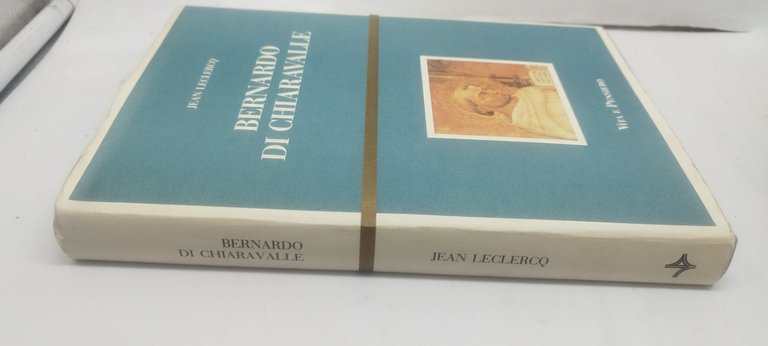 JEAN LECLERCQ
BERNARDO
DI CHIARAVALLE
VITA E PENSIERO
BERNARDO
DI CHIARAVALLE
JEAN LECLERCQ